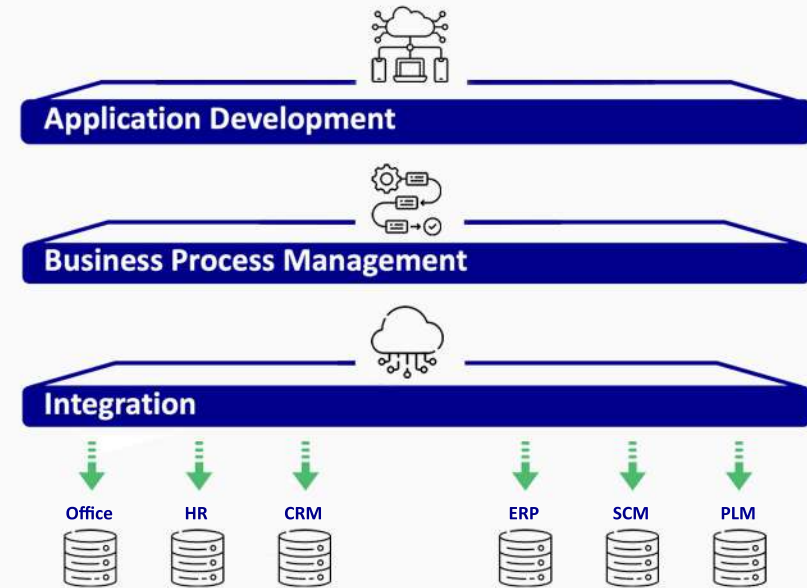 Application Development
Business Process Management
Integration
Office HR CRM ERP SCM PLM